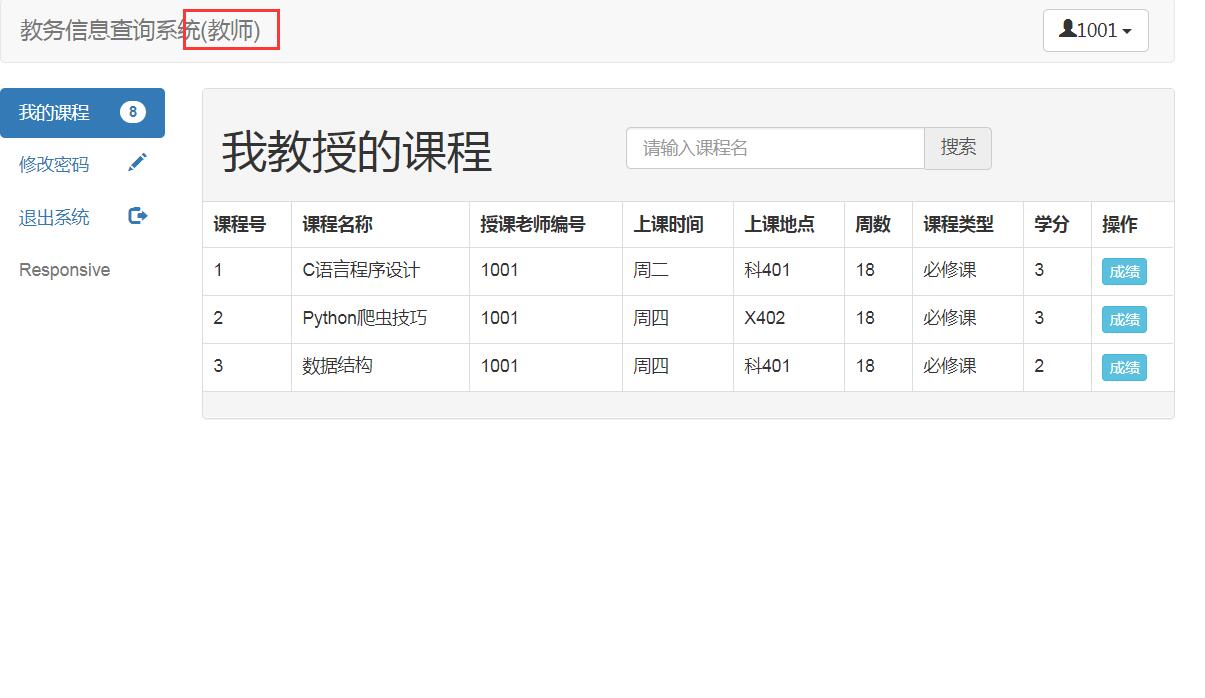 教务信息查询系统(教师)
1001
我的课程 8
修改密码
退出系统
Responsive
我教授的课程
请输入课程名 搜索
课程号 课程名称 授课老师编号 上课时间 上课地点 周数 课程类型 学分 操作
1 C语言程序设计 1001 周二 科401 18 必修课 3 成绩
2 Python爬虫技巧 1001 周四 X402 18 必修课 3 成绩
3 数据结构 1001 周四 科401 18 必修课 2 成绩